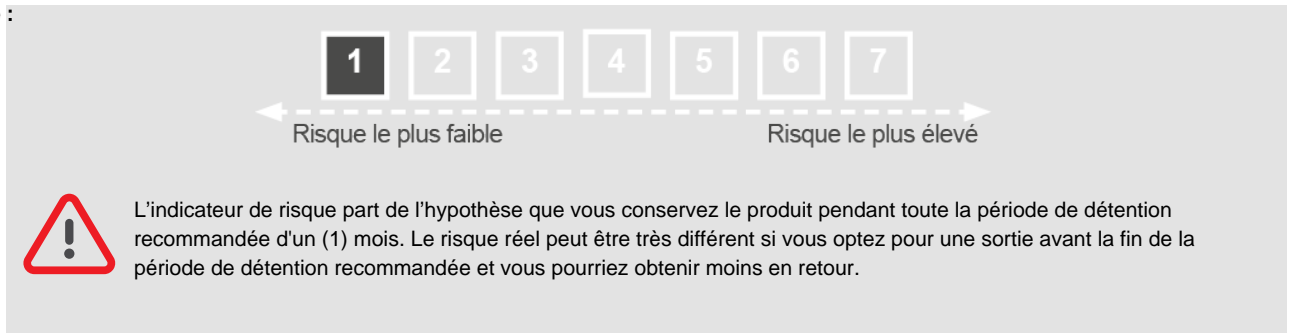 :
1 2 3 4 5 6 7
Risque le plus faible Risque le plus élevé
L'indicateur de risque part de l'hypothèse que vous conservez le produit pendant toute la période de détention
recommandée d'un (1) mois. Le risque réel peut être très différent si vous optez pour une sortie avant la fin de la
période de détention recommandée et vous pourriez obtenir moins en retour.